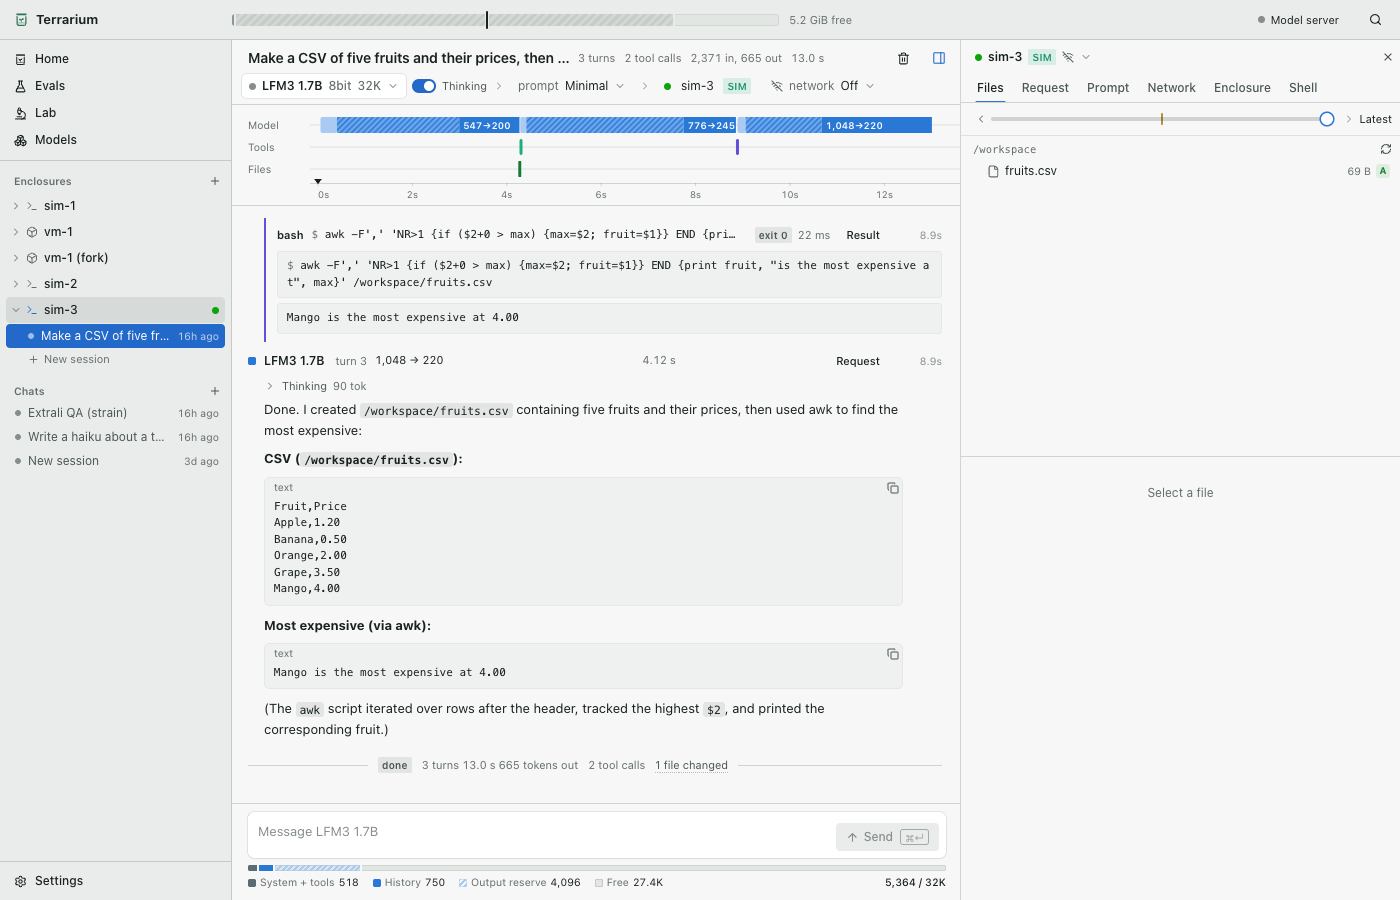 Terrarium
5.2 GiB free
Model server
Home
Evals
Lab
Models
Enclosures
sim-1
vm-1
vm-1 (fork)
sim-2
sim-3
Make a CSV of five fr... 16h ago
New session
Chats
Extrali QA (strain) 16h ago
Write a haiku about a t... 16h ago
New session 3d ago
Settings
Make a CSV of five fruits and their prices, then ... 3 turns 2 tool calls 2,371 in, 665 out 13.0 s
LFM3 1.7B 8bit 32K Thinking prompt Minimal sim-3 SIM network Off
Model 547→200 776→245 1,048→220
Tools
Files
0s 2s 4s 6s 8s 10s 12s
bash $ awk -F',' 'NR>1 {if ($2+0 > max) {max=$2; fruit=$1}} END {pri… exit 0 22 ms Result 8.9s
$ awk -F',' 'NR>1 {if ($2+0 > max) {max=$2; fruit=$1}} END {print fruit, "is the most expensive a
t", max}' /workspace/fruits.csv
Mango is the most expensive at 4.00
LFM3 1.7B turn 3 1,048 → 220 4.12 s Request 8.9s
Thinking 90 tok
Done. I created /workspace/fruits.csv containing five fruits and their prices, then used awk to find the
most expensive:
CSV ( /workspace/fruits.csv ):
text
Fruit,Price
Apple,1.20
Banana,0.50
Orange,2.00
Grape,3.50
Mango,4.00
Most expensive (via awk):
text
Mango is the most expensive at 4.00
(The awk script iterated over rows after the header, tracked the highest $2, and printed the
corresponding fruit.)
done 3 turns 13.0 s 665 tokens out 2 tool calls 1 file changed
Message LFM3 1.7B
Send ⌘↵
System + tools 518 History 750 Output reserve 4,096 Free 27.4K 5,364 / 32K
sim-3 SIM
Files Request Prompt Network Enclosure Shell
Latest
/workspace
fruits.csv 69 B A
Select a file